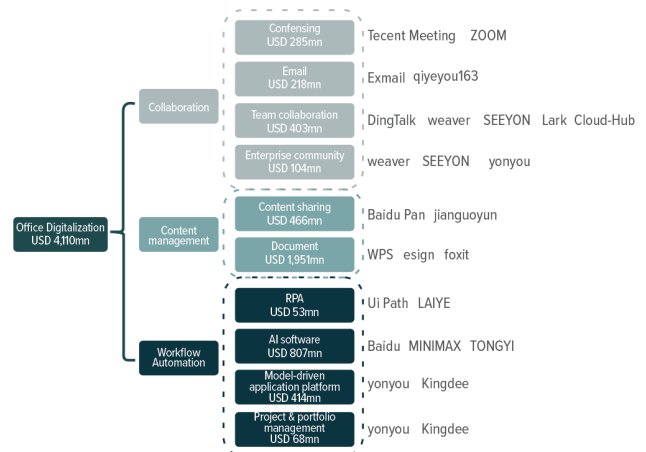 Confensing
USD 285mn
Tecent Meeting ZOOM
Email
USD 218mn
Exmail qiyeyou163
Collaboration
Team collaboration
USD 403mn
DingTalk weaver SEEYON Lark Cloud-Hub
Enterprise community
USD 104mn
weaver SEEYON yonyou
Office Digitalization
USD 4,110mn
Content
management
Content sharing
USD 466mn
Baidu Pan jianguoyun
Document
USD 1,951mn
WPS esign foxit
Workflow
Automation
RPA
USD 53mn
Ui Path LAIYE
AI software
USD 807mn
Baidu MINIMAX TONGYI
Model-driven
application platform
USD 414mn
yonyou Kingdee
Project & portfolio
management
USD 68mn
yonyou Kingdee